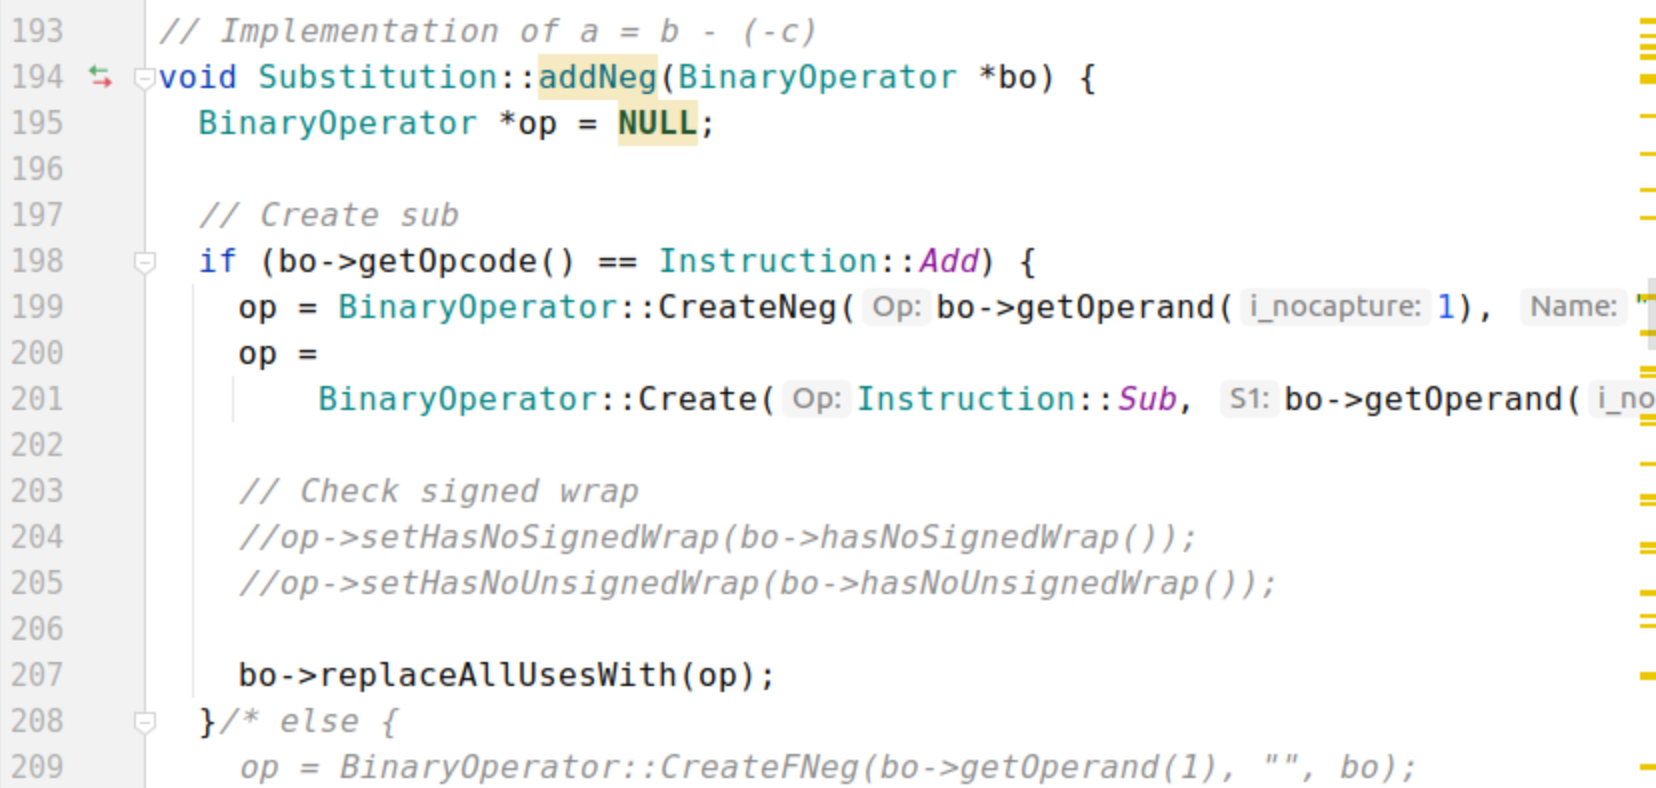 193 // Implementation of a = b - (-c)
194 void Substitution::addNeg(BinaryOperator *bo) {
195 BinaryOperator *op = NULL;
196
197 // Create sub
198 if (bo->getOpcode() == Instruction::Add) {
199 op = BinaryOperator::CreateNeg( Op: bo->getOperand( i_nocapture: 1), Name: "
200 op =
201 BinaryOperator::Create( Op: Instruction::Sub, S1: bo->getOperand( i_no
202
203 // Check signed wrap
204 //op->setHasNoSignedWrap(bo->hasNoSignedWrap());
205 //op->setHasNoUnsignedWrap(bo->hasNoUnsignedWrap());
206
207 bo->replaceAllUsesWith(op);
208 }/* else {
209 op = BinaryOperator::CreateFNeg(bo->getOperand(1), "", bo);